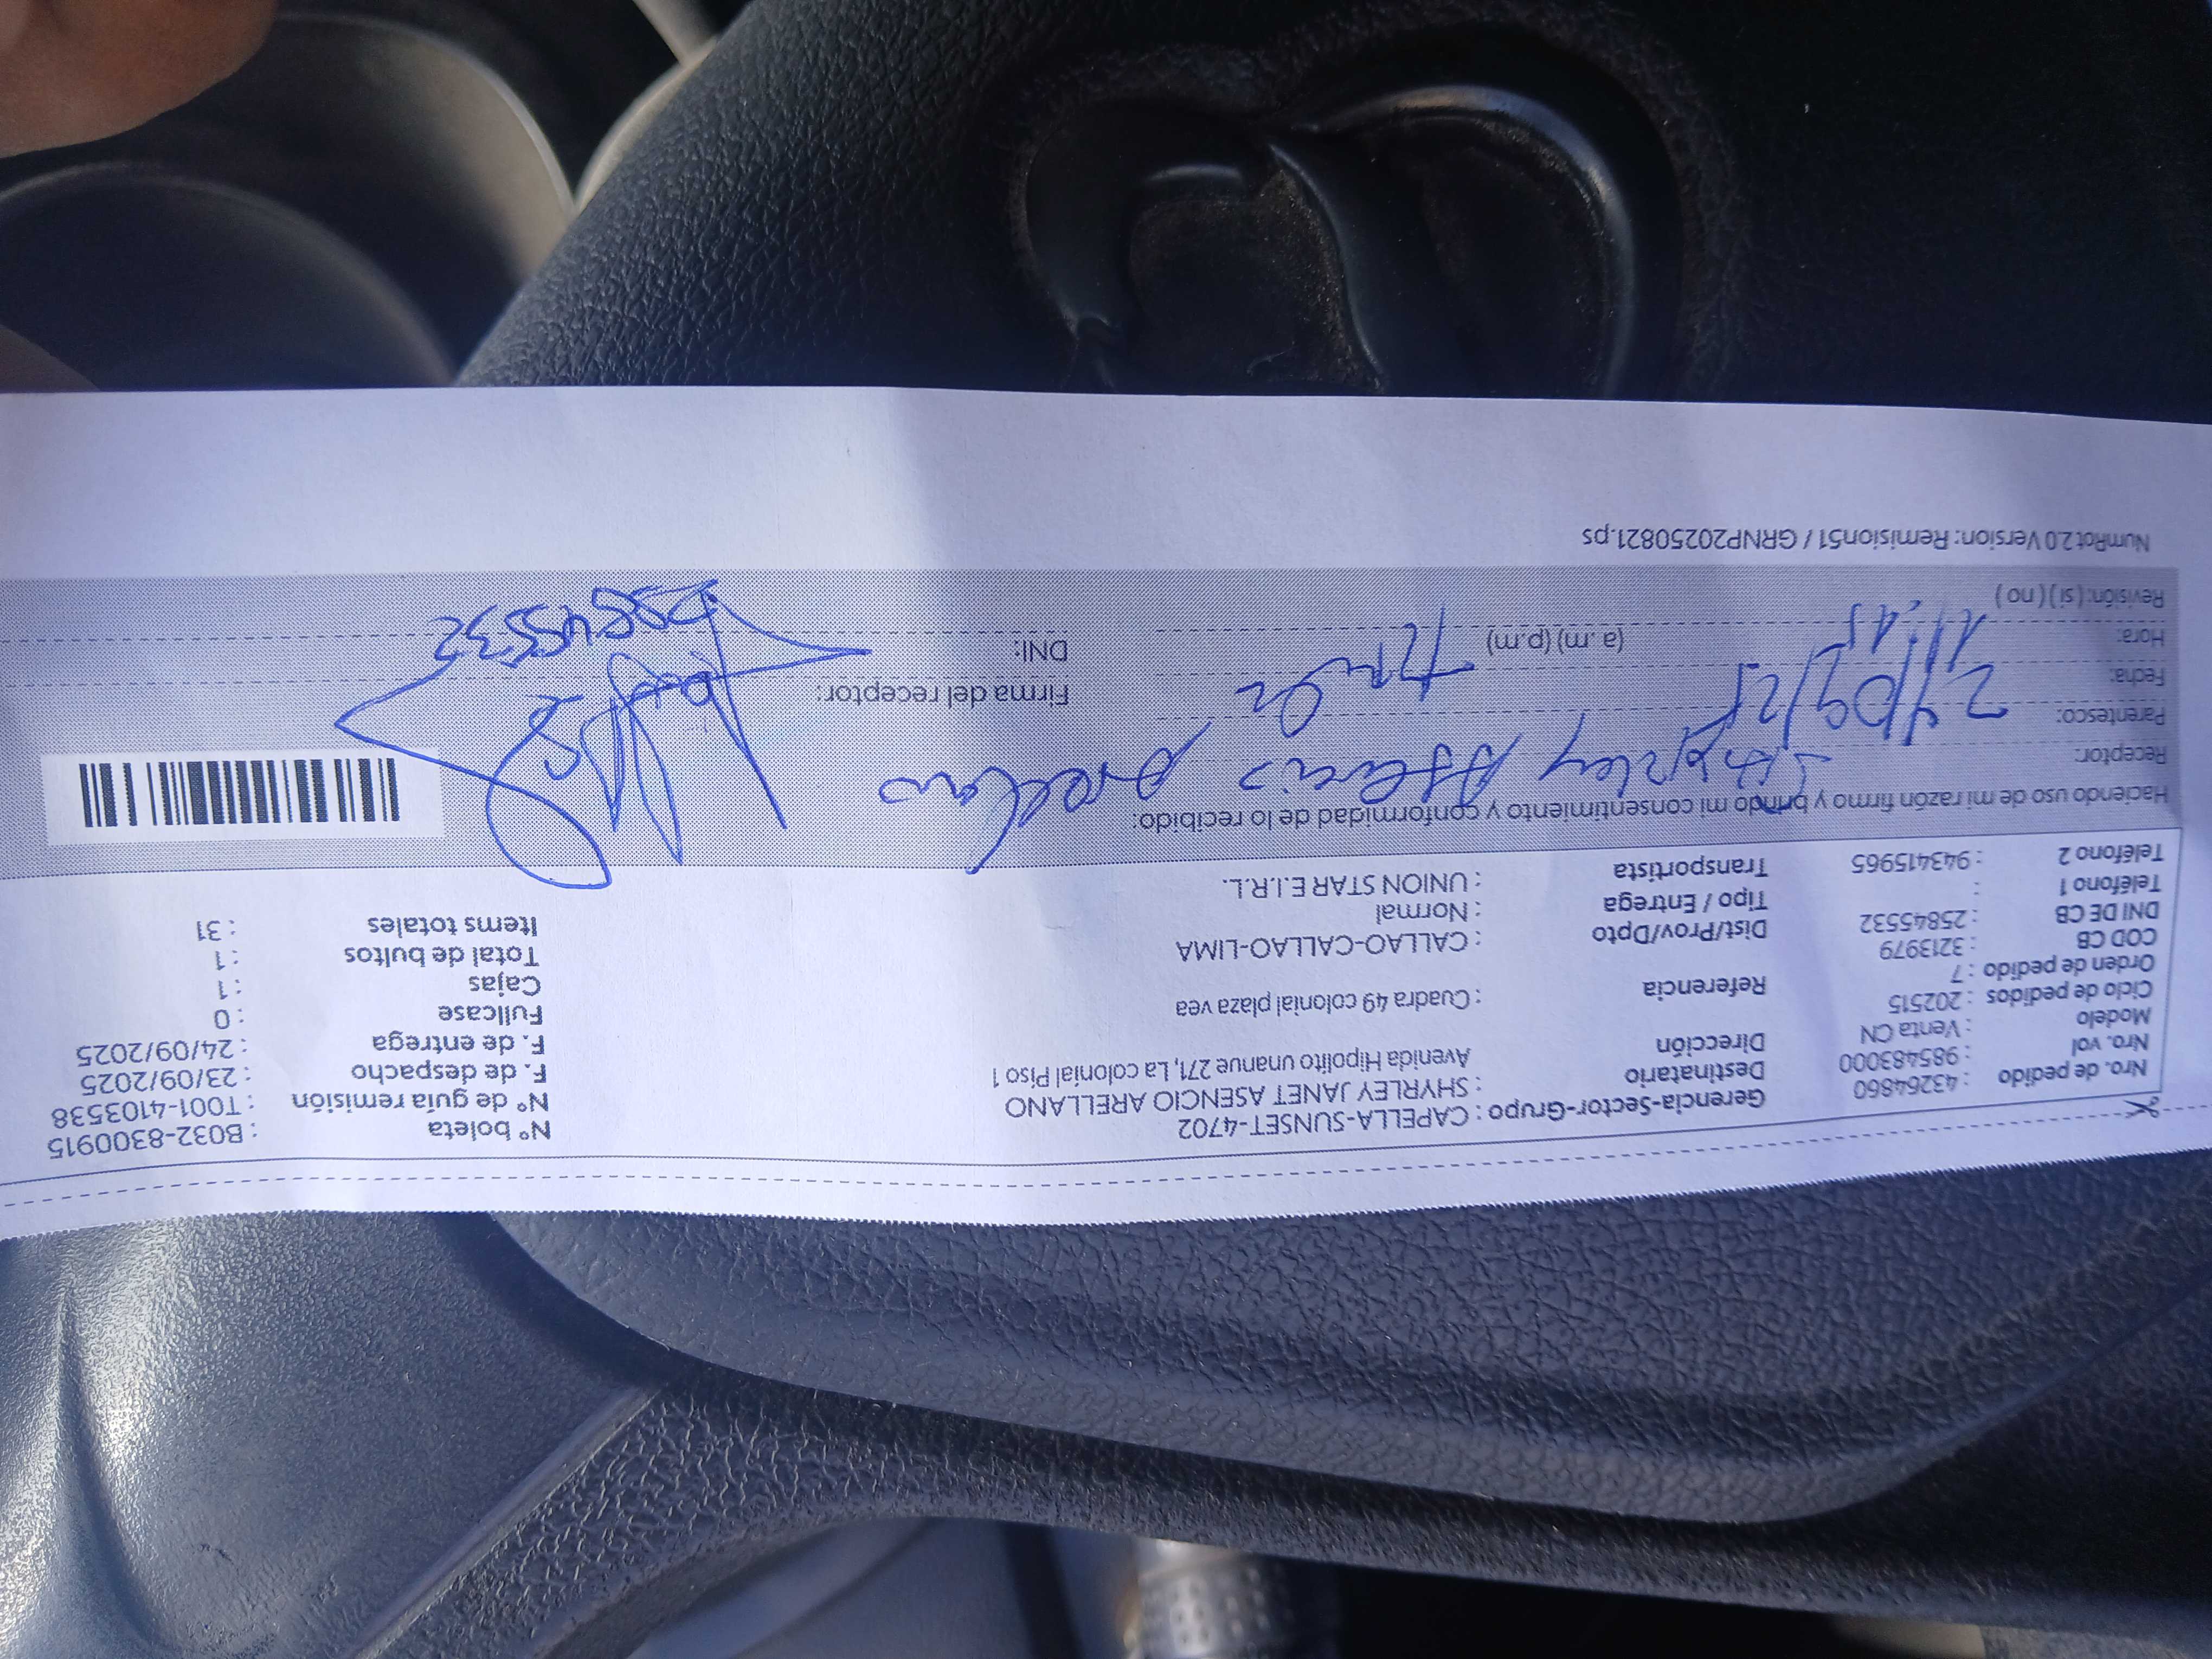 Nro. de pedido : 43264860
Nro. vol : 985483000
Modelo : Venta CN
Ciclo de pedidos : 202515
Orden de pedido : 7
COD CB : 3213979
DNI DE CB : 25845532
Teléfono 1 :
Teléfono 2 : 943415965
Gerencia-Sector-Grupo : CAPELLA-SUNSET-4702
Destinatario : SHYRLEY JANET ASENCIO ARELLANO
Dirección Avenida Hipolito unanue 271, La colonial Piso 1
Referencia : Cuadra 49 colonial plaza vea
Dist/Prov/Dpto : CALLAO-CALLAO-LIMA
Tipo / Entrega : Normal
Transportista : UNION STAR E.I.R.L.
Nº boleta : B032-8300915
Nº de guía remisión : T001-4103538
F. de despacho : 23/09/2025
F. de entrega : 24/09/2025
Fullcase : 0
Cajas : 1
Total de bultos : 1
Items totales : 31
Haciendo uso de mi razón firmo y brindo mi consentimiento y conformidad de lo recibido:
Receptor: Shyrley Asencio Arellano
Parentesco:
Fecha: 24/09/25
Hora: 11:45 (a.m) (p.m)
Revisión: (si) (no)
Firma del receptor:
DNI: 25845532
NumRot 2.0 Version: Remision51 / GRNP20250821.ps